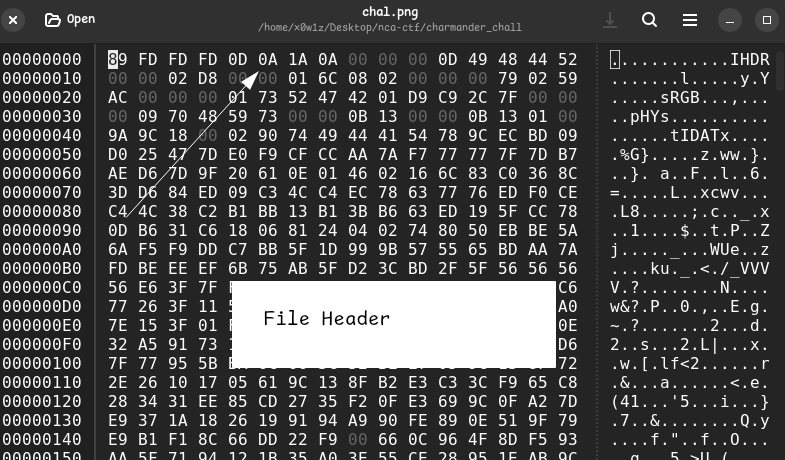 Open
chal.png
/home/x0w1z/Desktop/nca-ctf/charmander_chall
00000000 89 FD FD FD 0D 0A 1A 0A 00 00 00 0D 49 48 44 52 ............IHDR
00000010 00 00 02 D8 00 00 01 6C 08 02 00 00 00 79 02 59 .......l.....y.Y
00000020 AC 00 00 00 01 73 52 47 42 01 D9 C9 2C 7F 00 00 .....sRGB...,...
00000030 00 09 70 48 59 73 00 00 0B 13 00 00 0B 13 01 00 ..pHYs..........
00000040 9A 9C 18 00 02 90 74 49 44 41 54 78 9C EC BD 09 ......tIDATx....
00000050 D0 25 47 7D E0 F9 CF CC AA 7A F7 77 77 7F 7D B7 .%G}.....z.ww.}.
00000060 AE D6 7D 9F 20 61 0E 01 46 02 16 6C 83 C0 36 8C ..}. a..F..l..6.
00000070 3D D6 84 ED 09 C3 4C C4 EC 78 63 77 76 ED F0 CE =.....L..xcwv...
00000080 C4 4C 38 C2 B1 BB 13 B1 3B B6 63 ED 19 5F CC 78 .L8.....;.c.._.x
00000090 0D B6 31 C6 18 06 81 24 04 02 74 80 50 EB BE 5A ..1....$..t.P..Z
000000A0 6A F5 F9 DD C7 BB 5F 1D 99 9B 57 55 65 BD AA 7A j....._...WUe..z
000000B0 FD BE EE EF 6B 75 AB 5F D2 3C BD 2F 5F 56 56 56 ....ku._.<./_VVV
000000C0 56 E6 3F 7F C6 V.?........N....
000000D0 77 26 3F 11 A0 w&?.P..0.,..E.g.
000000E0 7E 15 3F 01 0E ~.?........2...d.
000000F0 32 A5 91 73 D6 2..s...2.L|...x.
00000100 7F 77 95 5B 72 .w.[.lf<2......r
00000110 2E 26 10 17 05 61 9C 13 8F B2 E3 C3 3C F9 65 C8 .&...a......<.e.
00000120 28 34 31 EE 85 CD 27 35 F2 0F E3 69 9C 0F A2 7D (41...'5...i...}
00000130 E9 37 1A 18 26 19 91 94 A9 90 FE 89 0E 51 9F 79 .7..&........Q.y
00000140 E9 B1 F1 8C 66 DD 22 F9 00 66 0C 96 4F 8D F5 93 ....f."..f..O...
00000150 AA 5E 71 94 12 1B 35 A0 3E 55 CE 28 95 1E AB 9C
File Header